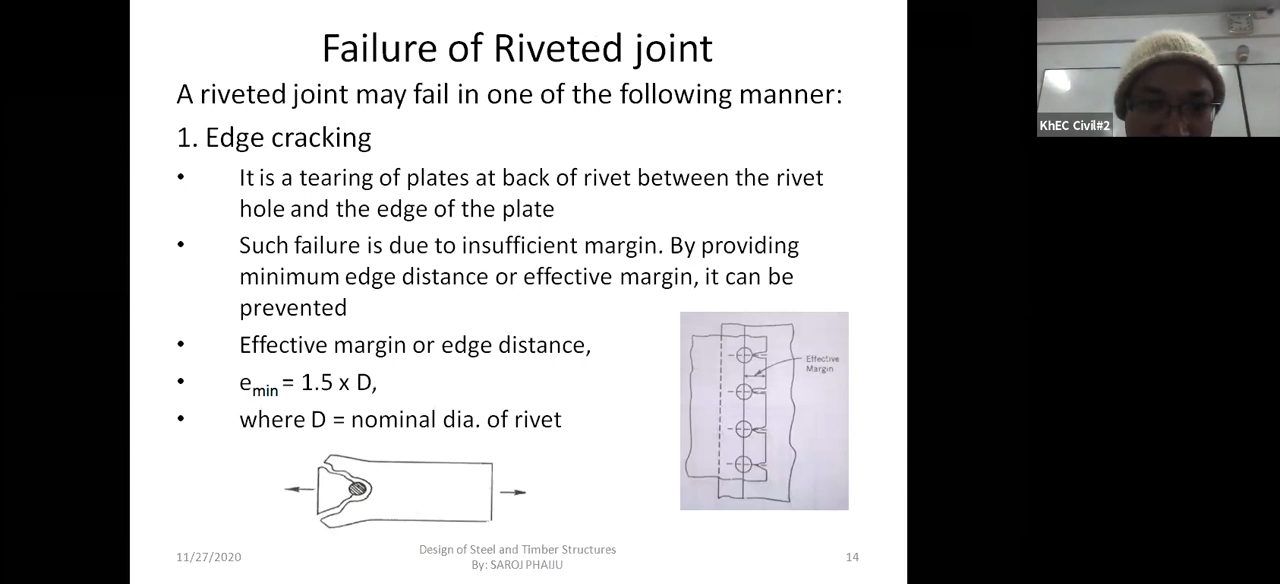 Failure of Riveted joint
A riveted joint may fail in one of the following manner:
1. Edge cracking
• It is a tearing of plates at back of rivet between the rivet
hole and the edge of the plate
• Such failure is due to insufficient margin. By providing
minimum edge distance or effective margin, it can be
prevented
• Effective margin or edge distance,
• emin = 1.5 x D,
• where D = nominal dia. of rivet
Effective
Margin
11/27/2020
Design of Steel and Timber Structures
By: SAROJ PHAIJU
14
KhEC Civil#2